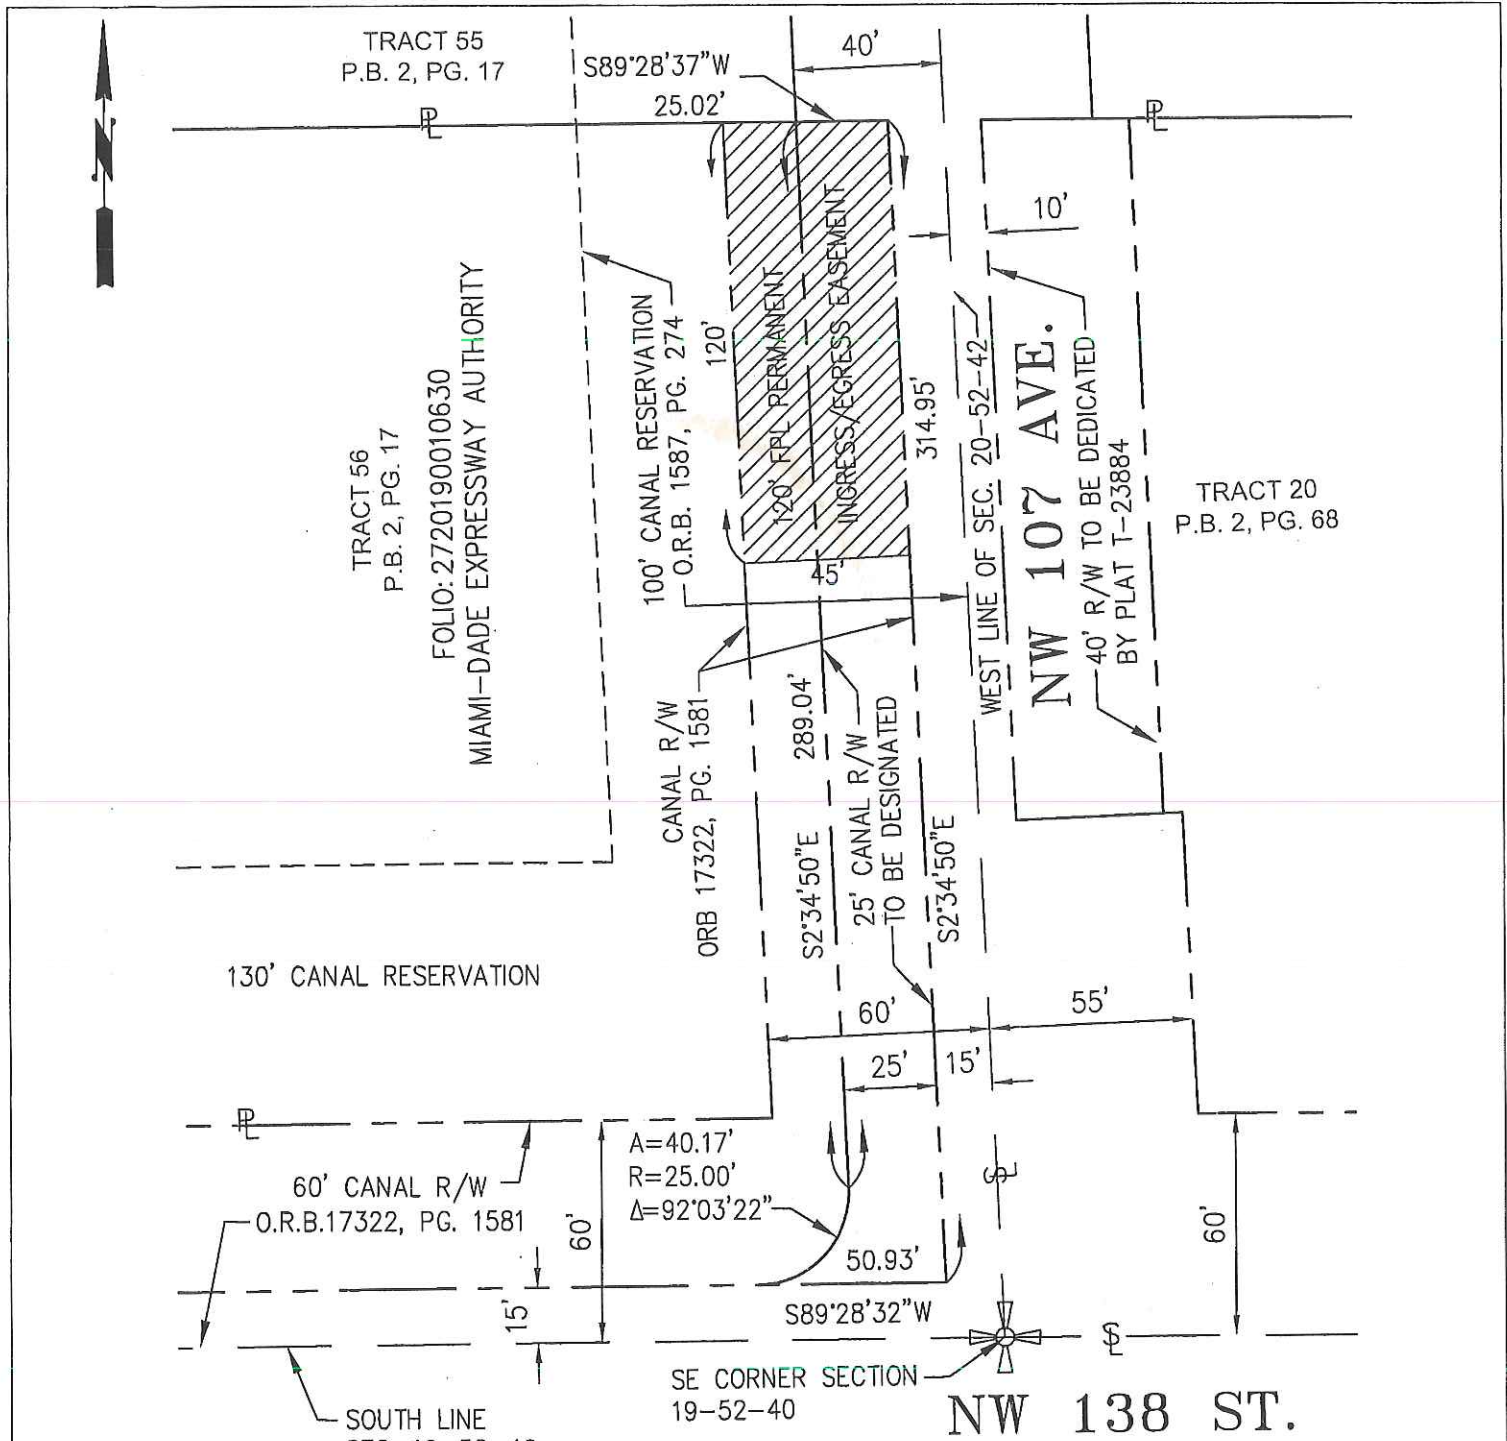 TRACT 55
P.B. 2, PG. 17
S89°28'37"W
25.02'
40'
PL
PL
N
10'
120'
120' FPL PERMANENT
INGRESS/EGRESS EASEMENT
314.95'
100' CANAL RESERVATION
O.R.B. 1587, PG. 274
TRACT 56
P.B. 2, PG. 17
FOLIO: 2720190010630
MIAMI-DADE EXPRESSWAY AUTHORITY
WEST LINE OF SEC. 20-52-42
NW 107 AVE.
40' R/W TO BE DEDICATED
BY PLAT T-23884
TRACT 20
P.B. 2, PG. 68
45'
CANAL R/W
ORB 17322, PG. 1581
S2°34'50"E
289.04'
25' CANAL R/W
TO BE DESIGNATED
S2°34'50"E
130' CANAL RESERVATION
60'
55'
25'
15'
PL
A=40.17'
R=25.00'
Δ=92°03'22"
60' CANAL R/W
O.R.B.17322, PG. 1581
60'
50.93'
SL
60'
15'
S89°28'32"W
SL
SE CORNER SECTION
19-52-40
NW 138 ST.
SOUTH LINE